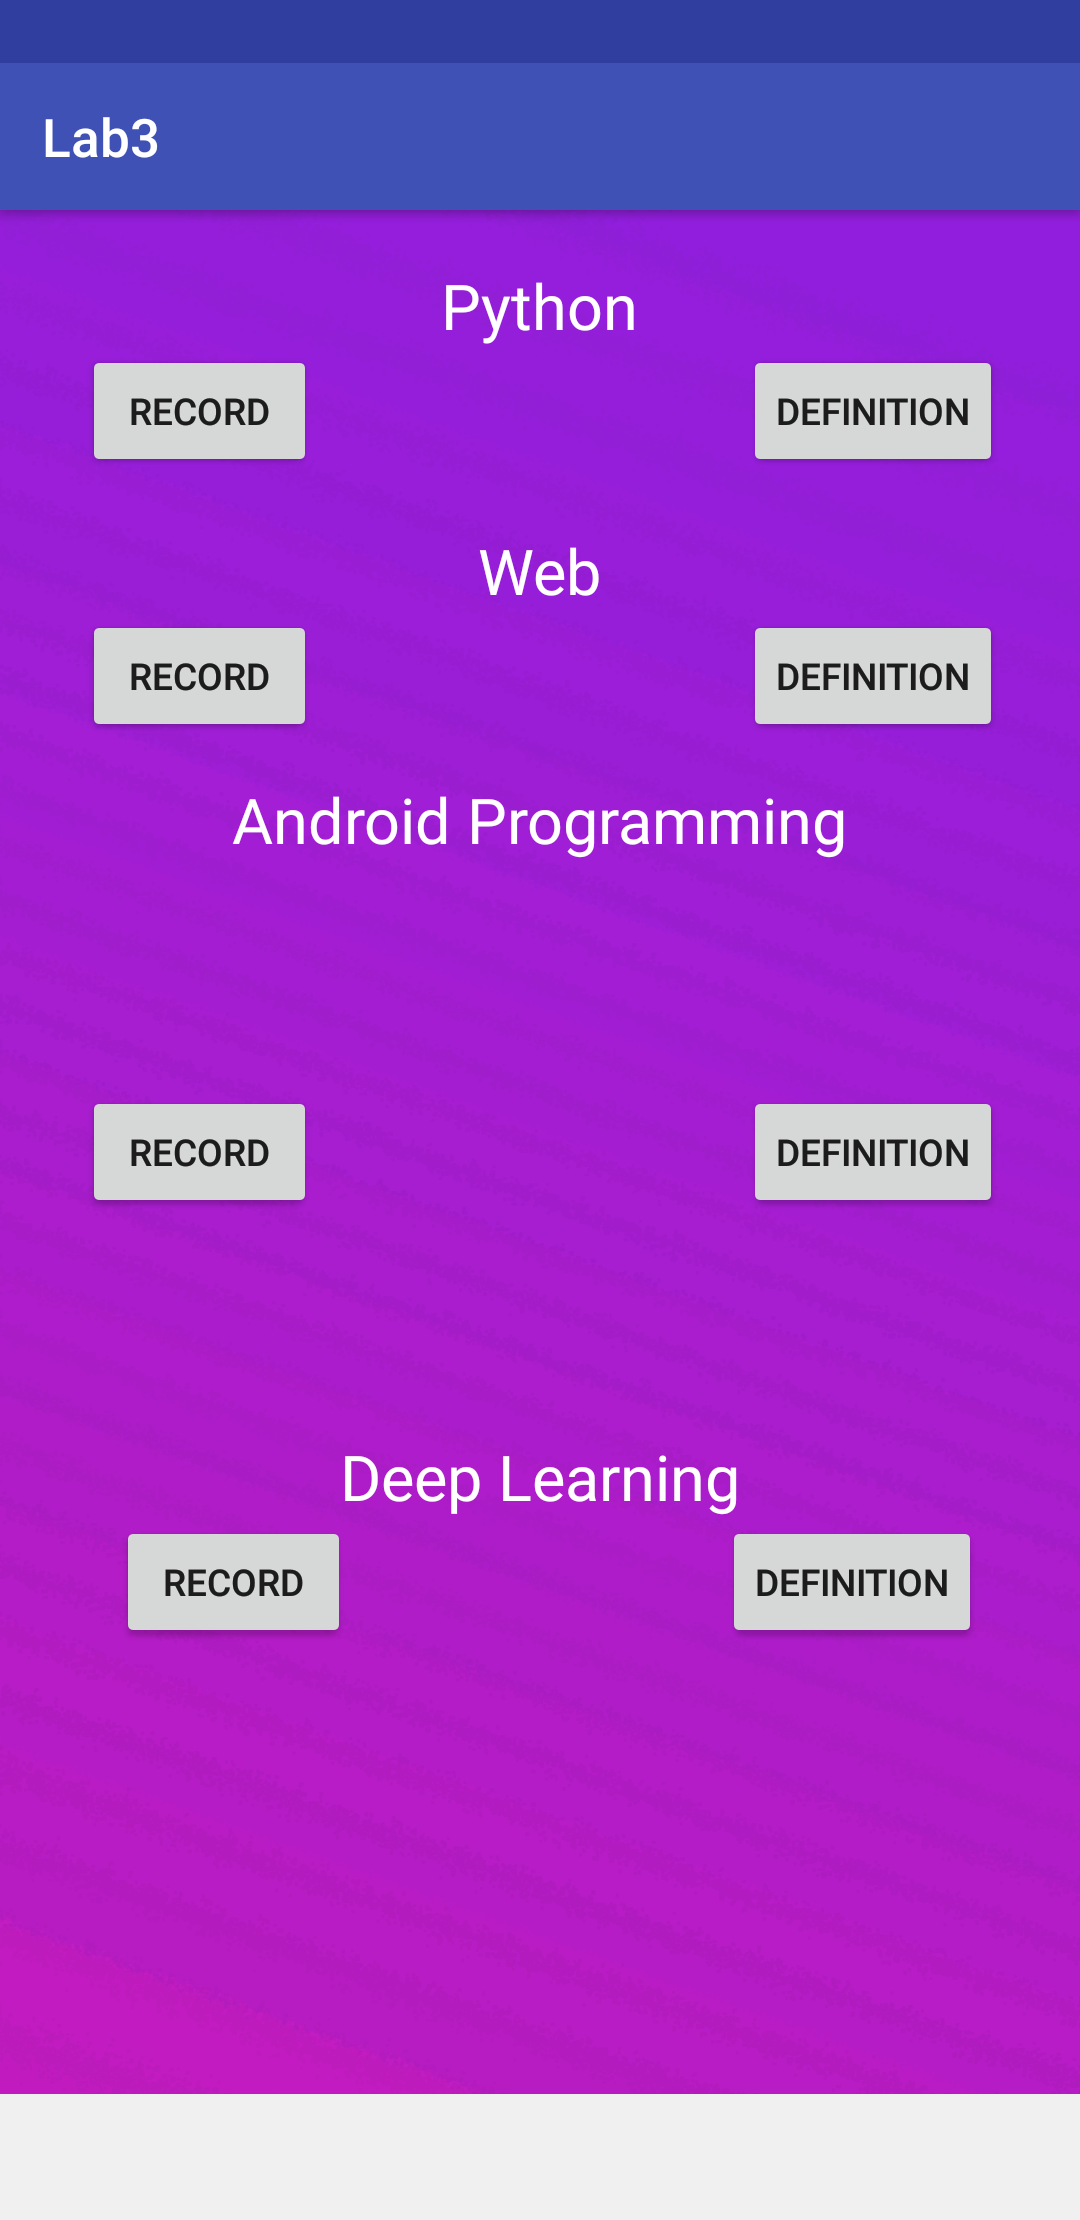 Lab3
Python
RECORD DEFINITION
Web
RECORD DEFINITION
Android Programming
RECORD DEFINITION
Deep Learning
RECORD DEFINITION